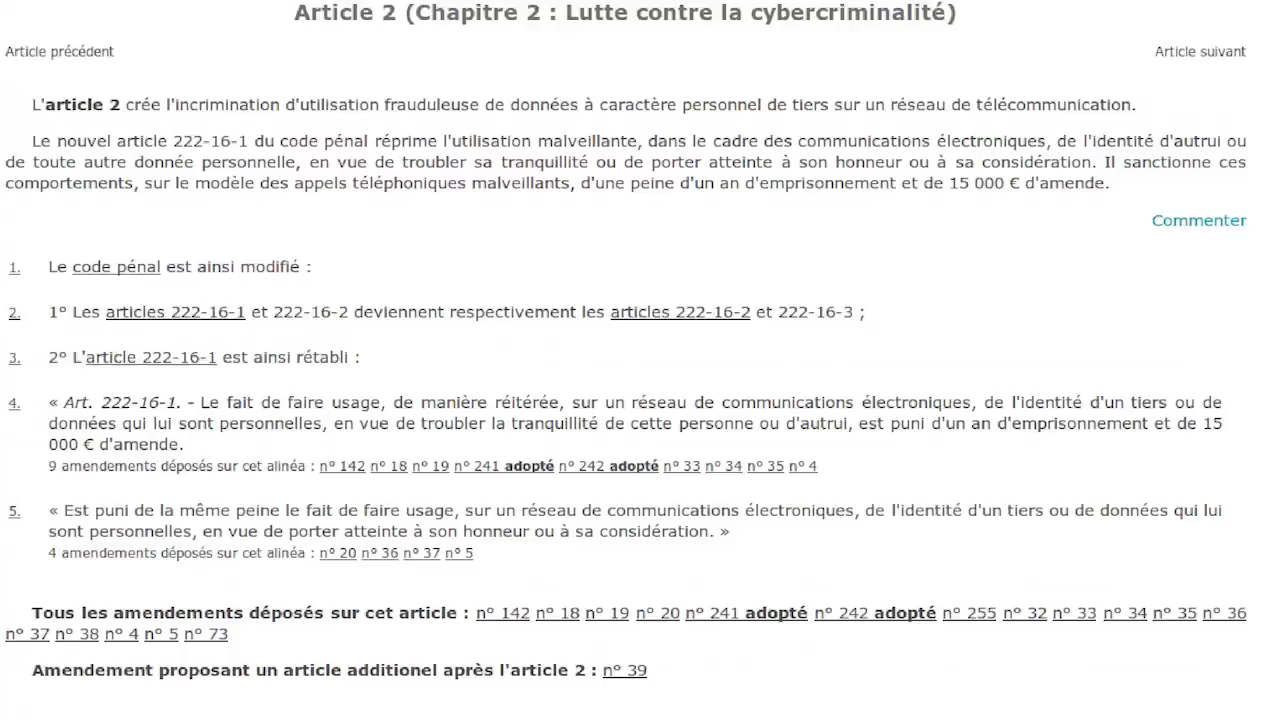 Article 2 (Chapitre 2 : Lutte contre la cybercriminalité)
Article précédent
Article suivant
L'article 2 crée l'incrimination d'utilisation frauduleuse de données à caractère personnel de tiers sur un réseau de télécommunication.
Le nouvel article 222-16-1 du code pénal réprime l'utilisation malveillante, dans le cadre des communications électroniques, de l'identité d'autrui ou
de toute autre donnée personnelle, en vue de troubler sa tranquillité ou de porter atteinte à son honneur ou à sa considération. Il sanctionne ces
comportements, sur le modèle des appels téléphoniques malveillants, d'une peine d'un an d'emprisonnement et de 15 000 € d'amende.
Commenter
1. Le code pénal est ainsi modifié :
2. 1° Les articles 222-16-1 et 222-16-2 deviennent respectivement les articles 222-16-2 et 222-16-3 ;
3. 2° L'article 222-16-1 est ainsi rétabli :
4. « Art. 222-16-1. - Le fait de faire usage, de manière réitérée, sur un réseau de communications électroniques, de l'identité d'un tiers ou de
données qui lui sont personnelles, en vue de troubler la tranquillité de cette personne ou d'autrui, est puni d'un an d'emprisonnement et de 15
000 € d'amende.
9 amendements déposés sur cet alinéa : n° 142 n° 18 n° 19 n° 241 adopté n° 242 adopté n° 33 n° 34 n° 35 n° 4
5. « Est puni de la même peine le fait de faire usage, sur un réseau de communications électroniques, de l'identité d'un tiers ou de données qui lui
sont personnelles, en vue de porter atteinte à son honneur ou à sa considération. »
4 amendements déposés sur cet alinéa : n° 20 n° 36 n° 37 n° 5
Tous les amendements déposés sur cet article : n° 142 n° 18 n° 19 n° 20 n° 241 adopté n° 242 adopté n° 255 n° 32 n° 33 n° 34 n° 35 n° 36
n° 37 n° 38 n° 4 n° 5 n° 73
Amendement proposant un article additionel après l'article 2 : n° 39